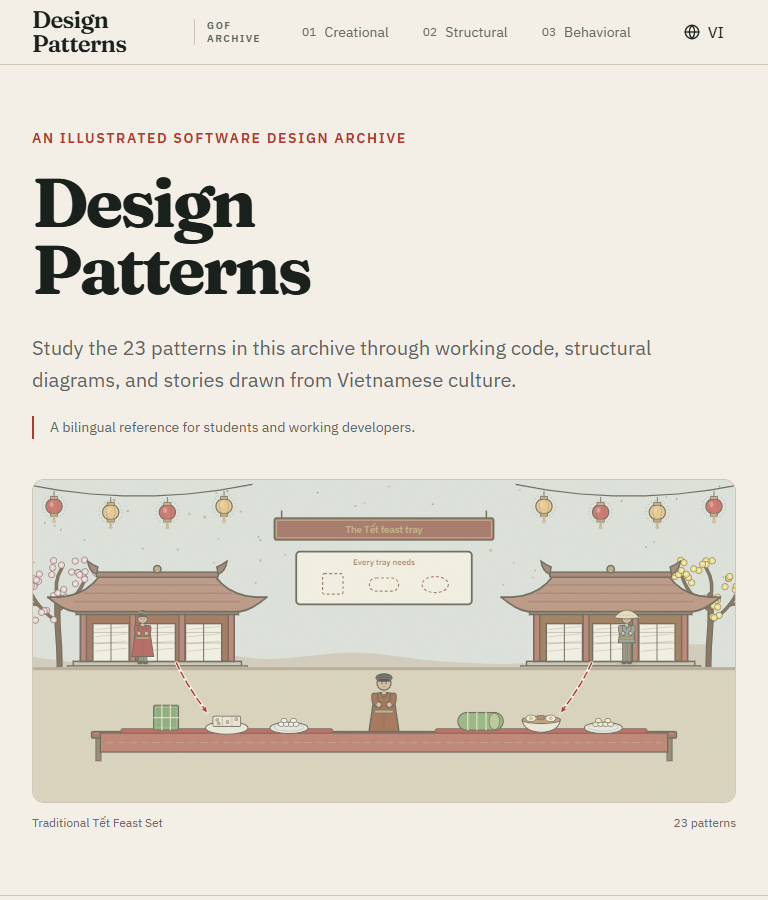 Design
Patterns
GOF
ARCHIVE
01 Creational
02 Structural
03 Behavioral
VI
AN ILLUSTRATED SOFTWARE DESIGN ARCHIVE
Design
Patterns
Study the 23 patterns in this archive through working code, structural
diagrams, and stories drawn from Vietnamese culture.
A bilingual reference for students and working developers.
The Tết feast tray
Every tray needs
Traditional Tết Feast Set
23 patterns